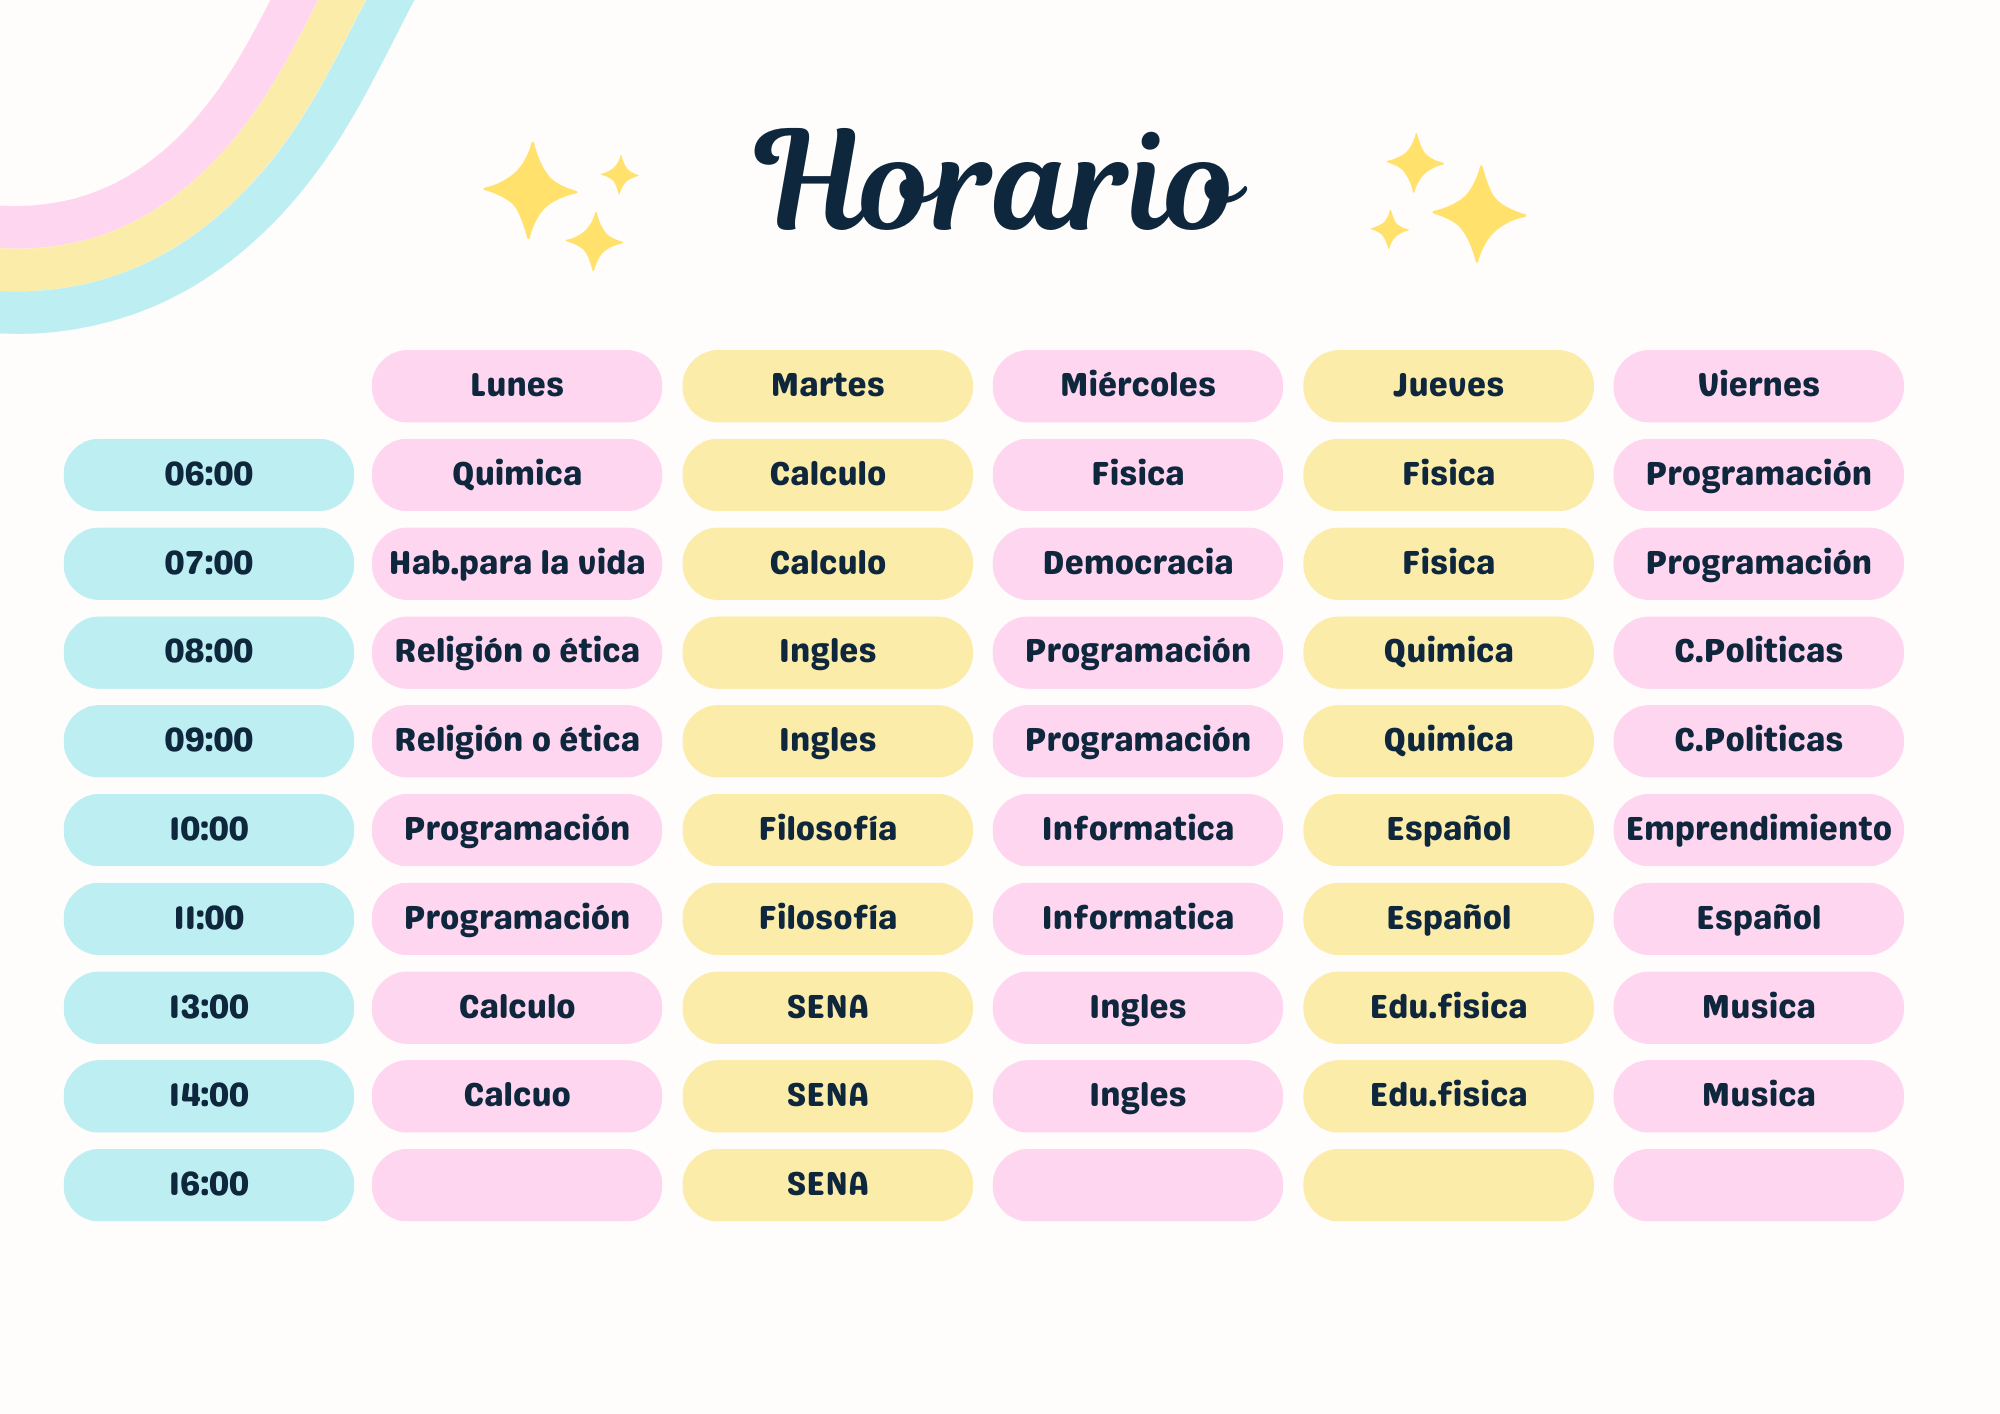 Horario
Lunes Martes Miércoles Jueves Viernes
06:00 Quimica Calculo Fisica Fisica Programación
07:00 Hab.para la vida Calculo Democracia Fisica Programación
08:00 Religión o ética Ingles Programación Quimica C.Politicas
09:00 Religión o ética Ingles Programación Quimica C.Politicas
10:00 Programación Filosofía Informatica Español Emprendimiento
11:00 Programación Filosofía Informatica Español Español
13:00 Calculo SENA Ingles Edu.fisica Musica
14:00 Calcuo SENA Ingles Edu.fisica Musica
16:00 SENA